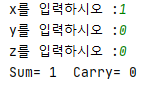 x를 입력하시오 :1
y를 입력하시오 :0
z를 입력하시오 :0
Sum= 1  Carry= 0